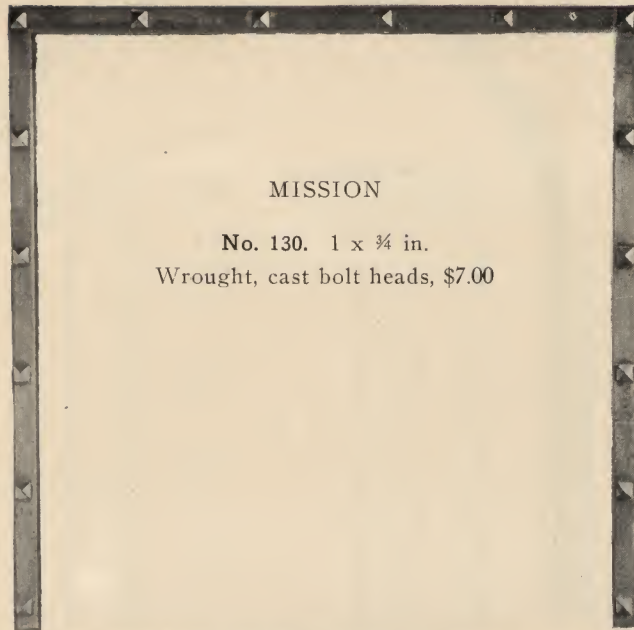 MISSION
No. 130. 1 x ¾ in.
Wrought, cast bolt heads, $7.00